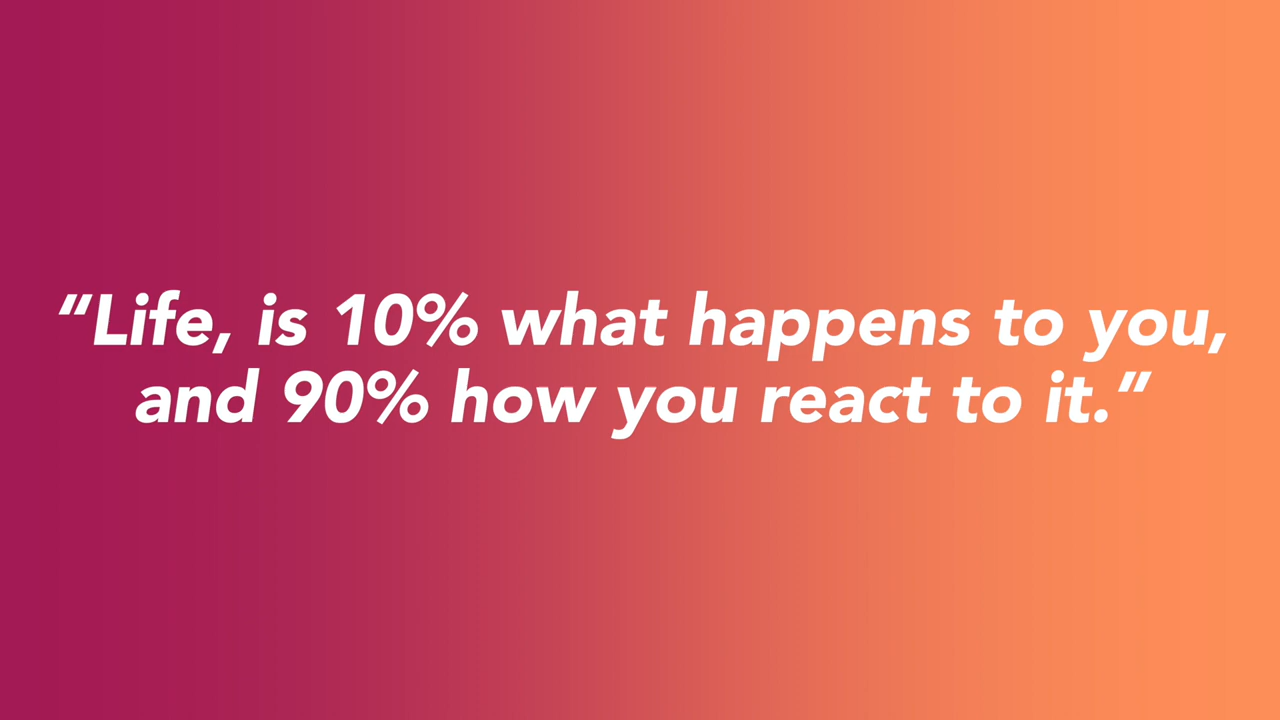 “Life, is 10% what happens to you,
and 90% how you react to it.”